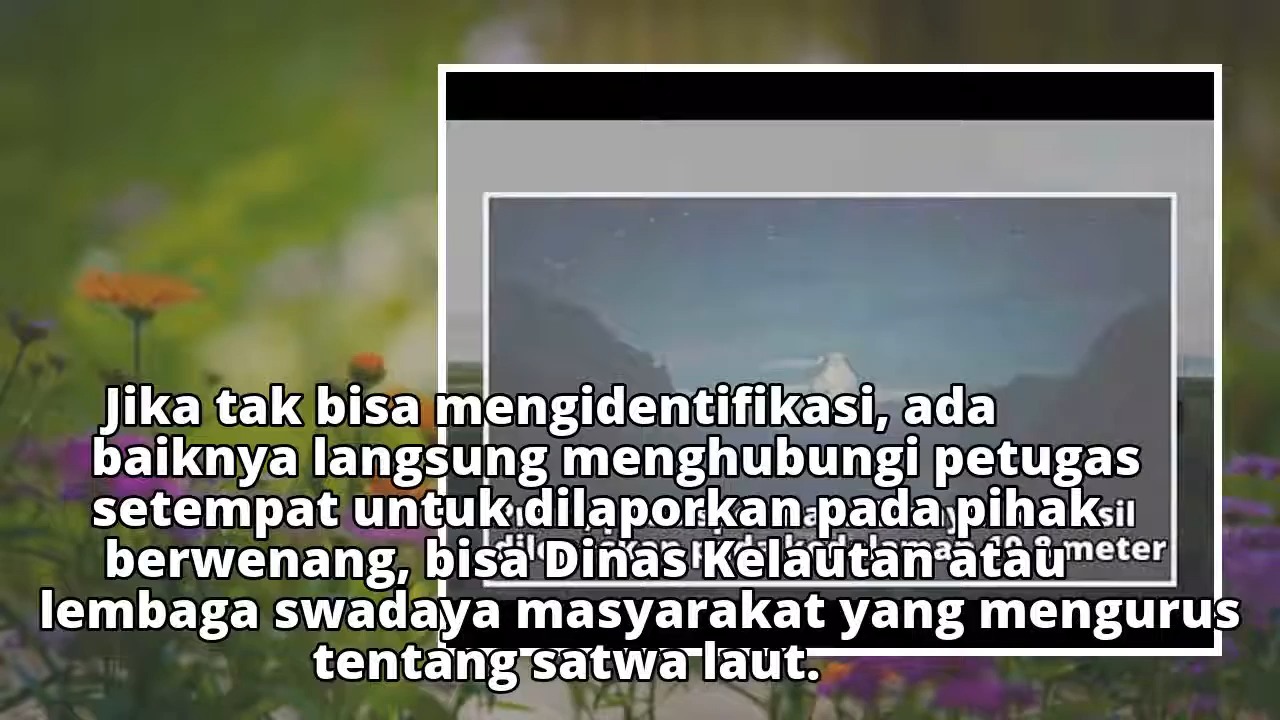 Jika tak bisa mengidentifikasi, ada
baiknya langsung menghubungi petugas
setempat untuk dilaporkan pada pihak
berwenang, bisa Dinas Kelautan atau
lembaga swadaya masyarakat yang mengurus
tentang satwa laut.
meter